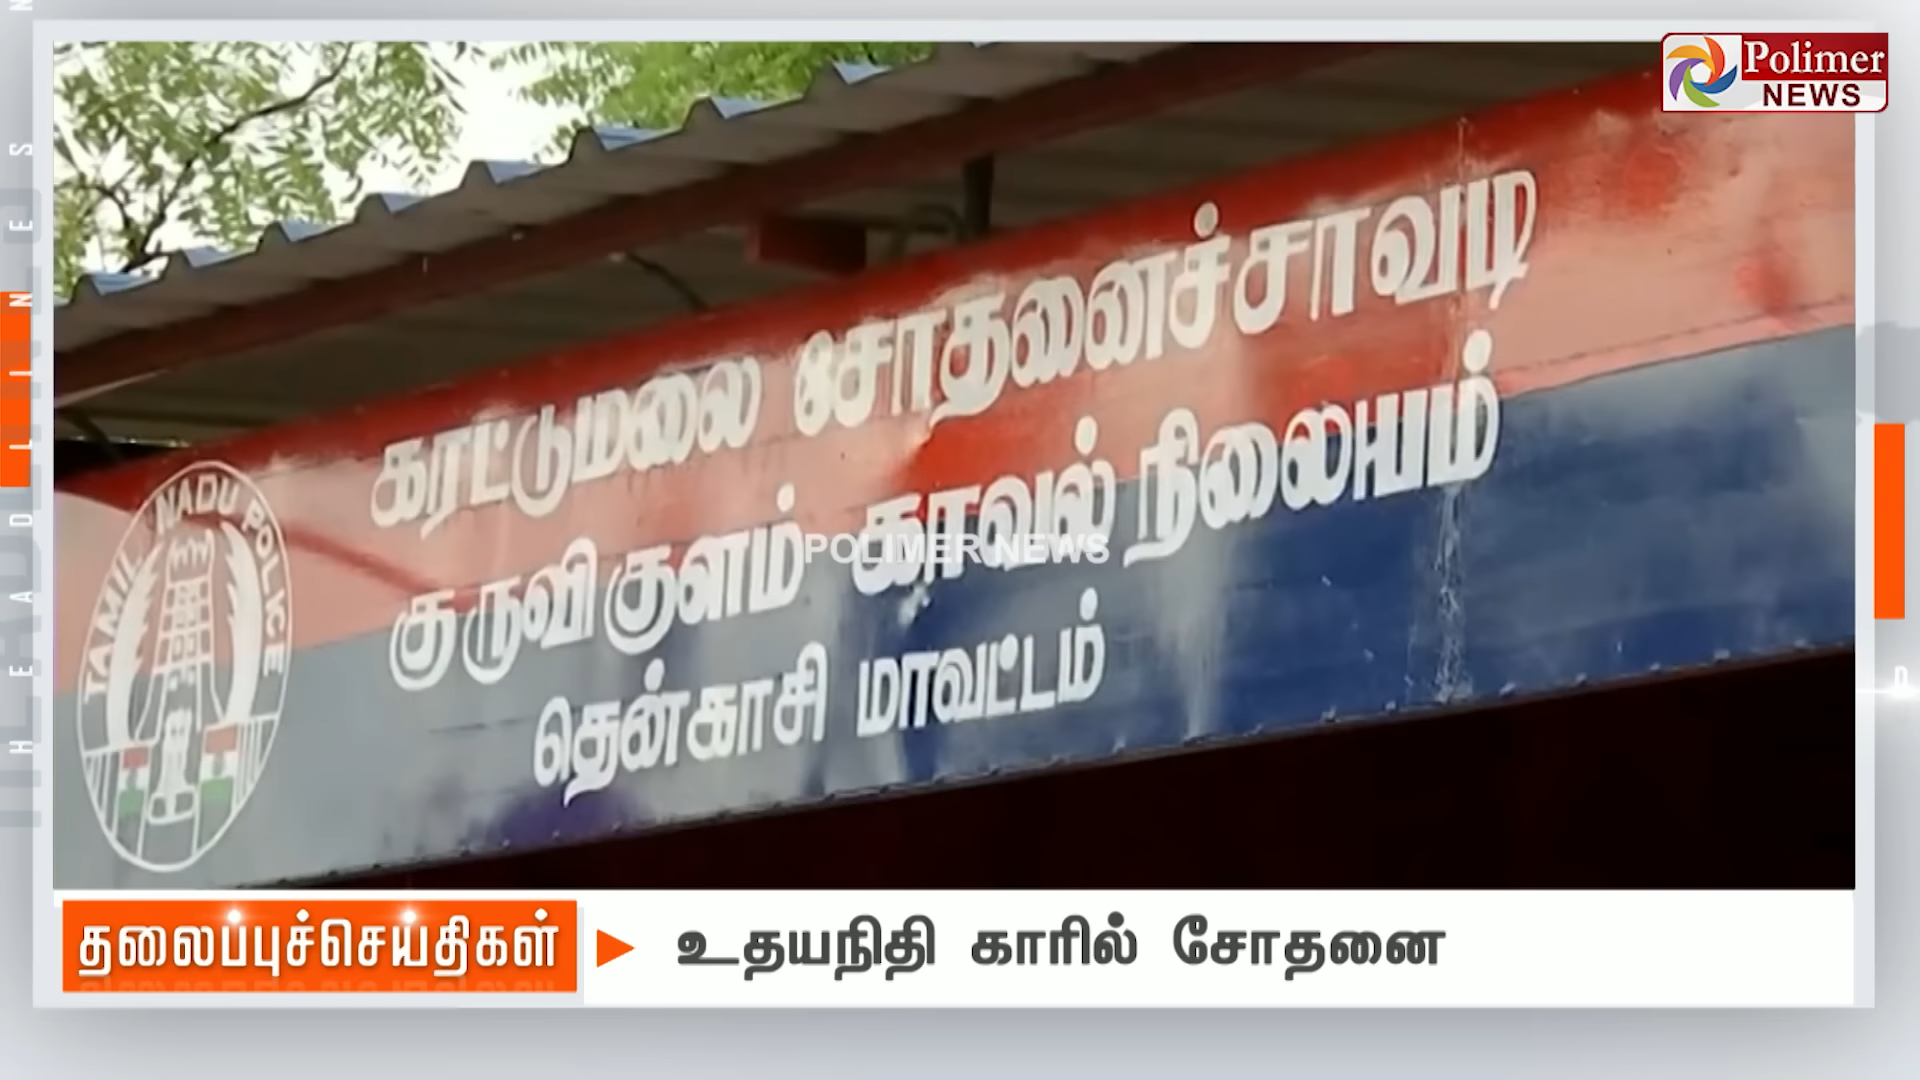 Polimer
NEWS
கரட்டுமலை சோதனைச்சாவடி
குருவிகுளம் காவல் நிலையம்
தென்காசி மாவட்டம்
TAMIL NADU POLICE
POLIMER NEWS
தலைப்புச்செய்திகள்
உதயநிதி காரில் சோதனை
HEADLINES